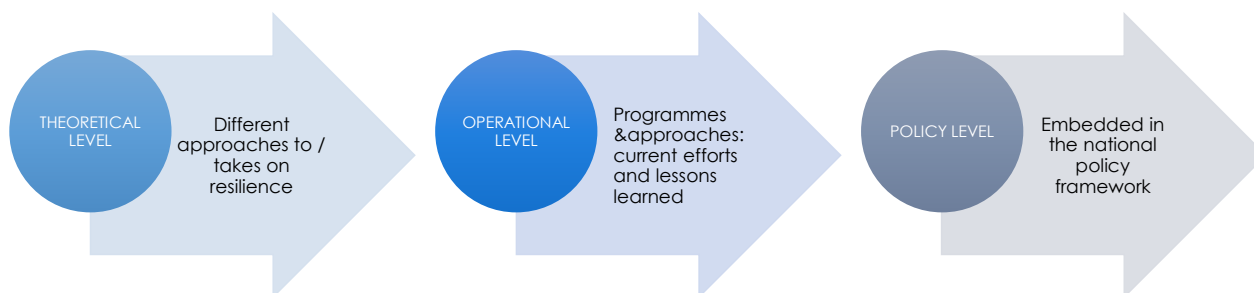 THEORETICAL
LEVEL
Different
approaches to /
takes on
resilience
OPERATIONAL
LEVEL
Programmes
&approaches:
current efforts
and lessons
learned
POLICY LEVEL
Embedded in
the national
policy
framework